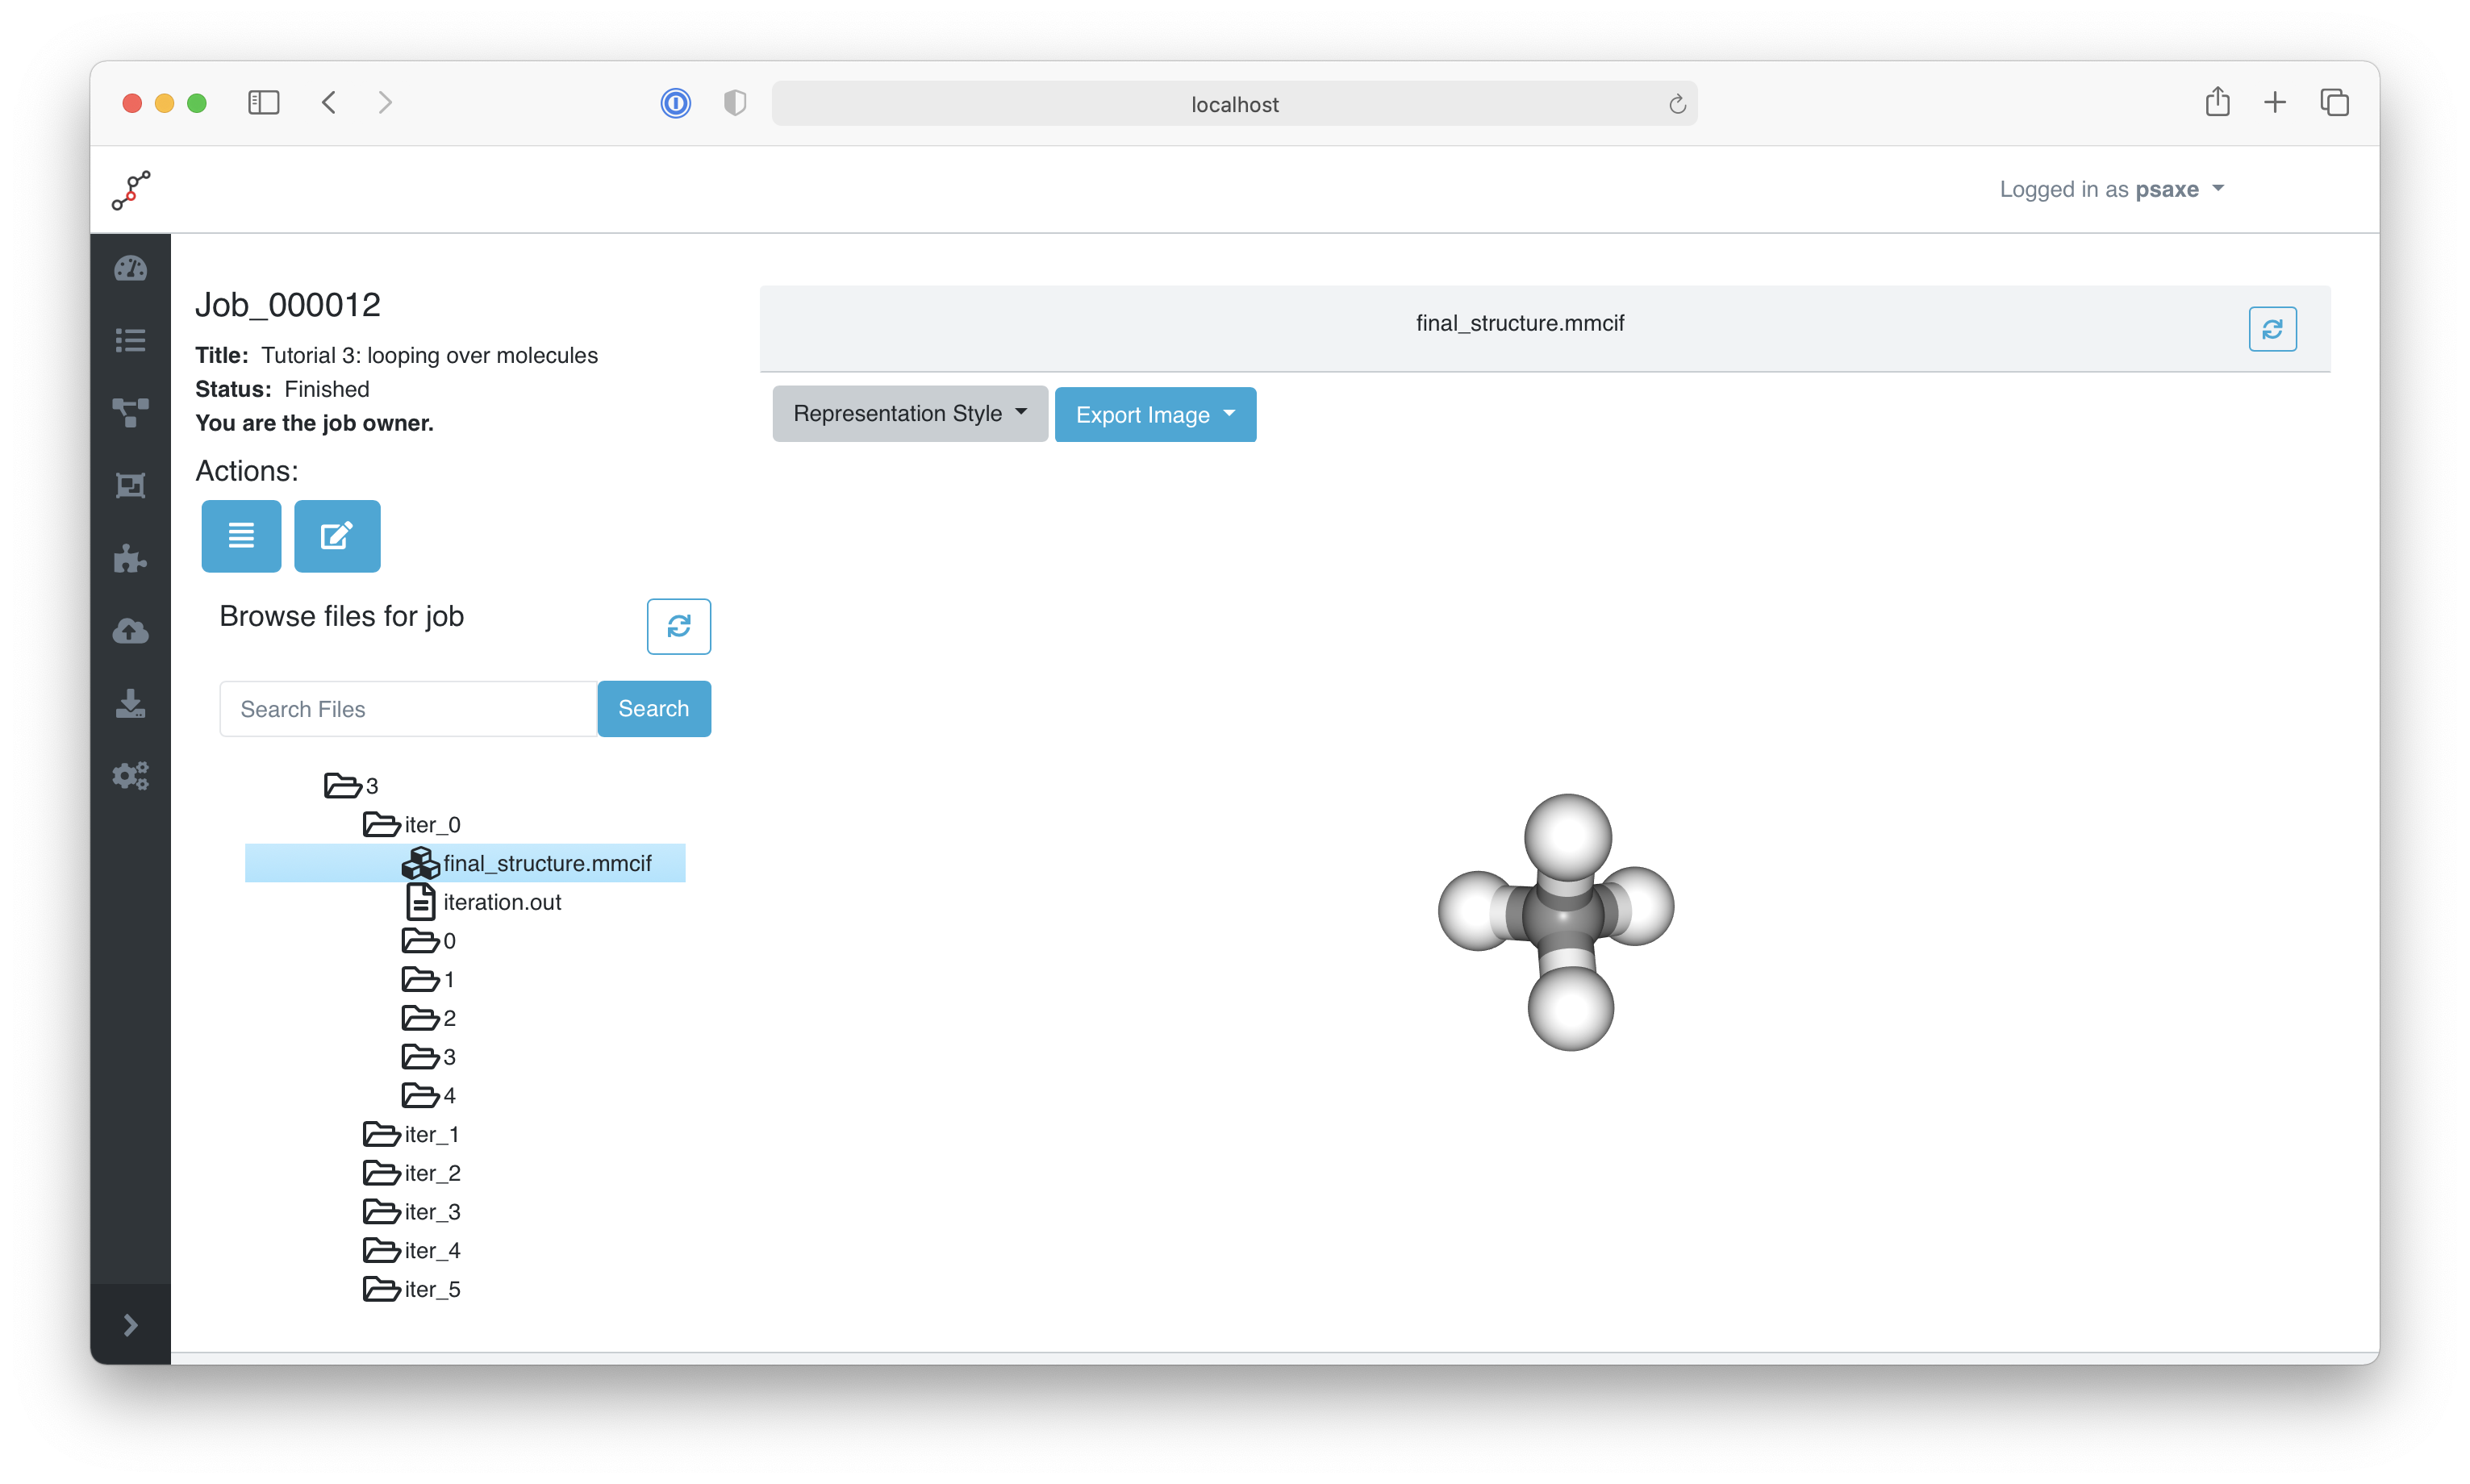 localhost
Logged in as psaxe
Job_000012
Title: Tutorial 3: looping over molecules
Status: Finished
You are the job owner.
Actions:
Browse files for job
Search Files
Search
3
iter_0
final_structure.mmcif
iteration.out
0
1
2
3
4
iter_1
iter_2
iter_3
iter_4
iter_5
final_structure.mmcif
Representation Style
Export Image